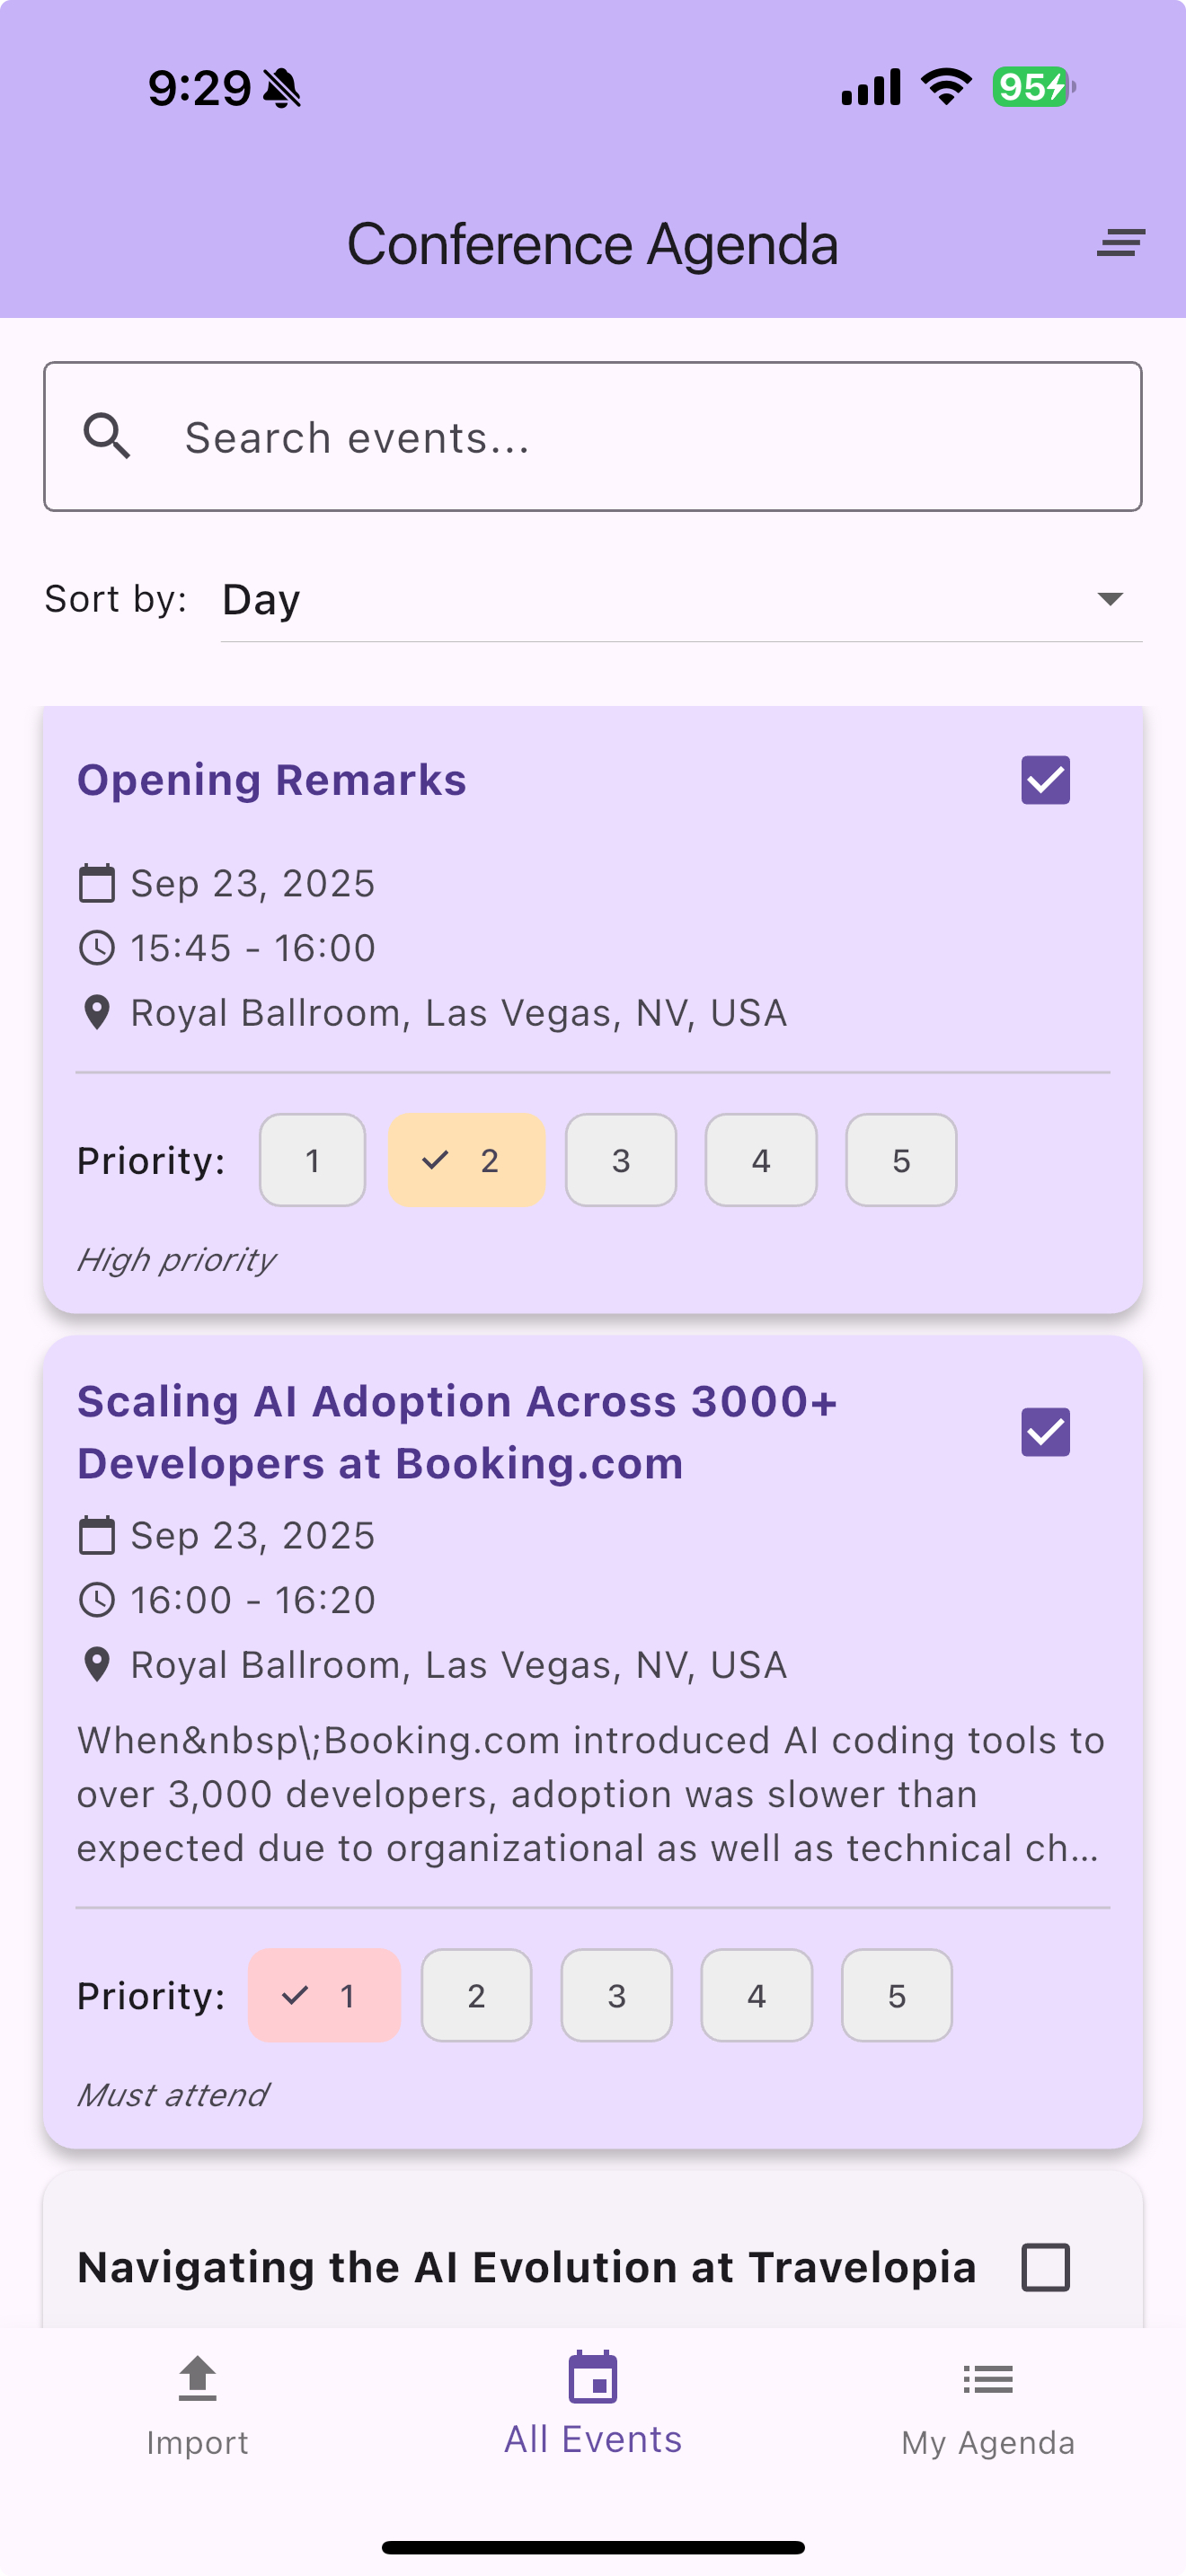 9:29
95
Conference Agenda
Search events...
Sort by: Day
Opening Remarks
Sep 23, 2025
15:45 - 16:00
Royal Ballroom, Las Vegas, NV, USA
Priority: 1 2 3 4 5
High priority
Scaling AI Adoption Across 3000+
Developers at Booking.com
Sep 23, 2025
16:00 - 16:20
Royal Ballroom, Las Vegas, NV, USA
When&nbsp\;Booking.com introduced AI coding tools to
over 3,000 developers, adoption was slower than
expected due to organizational as well as technical ch...
Priority: 1 2 3 4 5
Must attend
Navigating the AI Evolution at Travelopia
Import
All Events
My Agenda